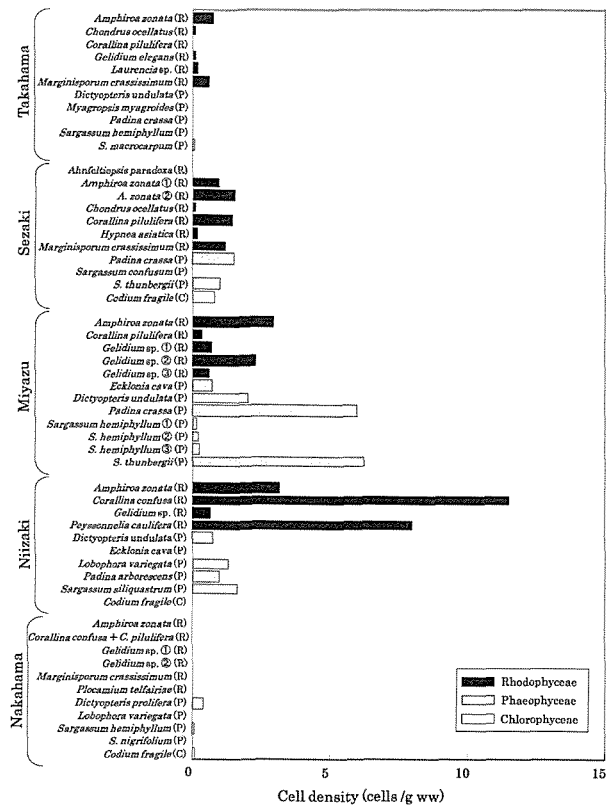 Takahama
Amphiroa zonata (R)
Chondrus ocellatus (R)
Corallina pilulifera (R)
Gelidium elegans (R)
Laurencia sp. (R)
Marginisporum crassissimum (R)
Dictyopteris undulata (P)
Myagropsis myagroides (P)
Padina crassa (P)
Sargassum hemiphyllum (P)
S. macrocarpum (P)
Sezaki
Ahnfeltiopsis paradoxa (R)
Amphiroa zonata ① (R)
A. zonata ② (R)
Chondrus ocellatus (R)
Corallina pilulifera (R)
Hypnea asiatica (R)
Marginisporum crassissimum (R)
Padina crassa (P)
Sargassum confusum (P)
S. thunbergii (P)
Codium fragile (C)
Miyazu
Amphiroa zonata (R)
Corallina pilulifera (R)
Gelidium sp. ① (R)
Gelidium sp. ② (R)
Gelidium sp. ③ (R)
Ecklonia cava (P)
Dictyopteris undulata (P)
Padina crassa (P)
Sargassum hemiphyllum ① (P)
S. hemiphyllum ② (P)
S. hemiphyllum ③ (P)
S. thunbergii (P)
Niizaki
Amphiroa zonata (R)
Corallina confusa (R)
Gelidium sp. (R)
Peyssonnelia caulifera (R)
Dictyopteris undulata (P)
Ecklonia cava (P)
Lobophora variegata (P)
Padina arborescens (P)
Sargassum siliquastrum (P)
Codium fragile (C)
Nakahama
Amphiroa zonata (R)
Corallina confusa + C. pilulifera (R)
Gelidium sp. ① (R)
Gelidium sp. ② (R)
Marginisporum crassissimum (R)
Plocamium telfairiae (R)
Dictyopteris prolifera (P)
Lobophora variegata (P)
Sargassum hemiphyllum (P)
S. nigrifolium (P)
Codium fragile (C)
Rhodophyceae
Phaeophyceae
Chlorophyceae
0 5 10 15
Cell density (cells /g ww)